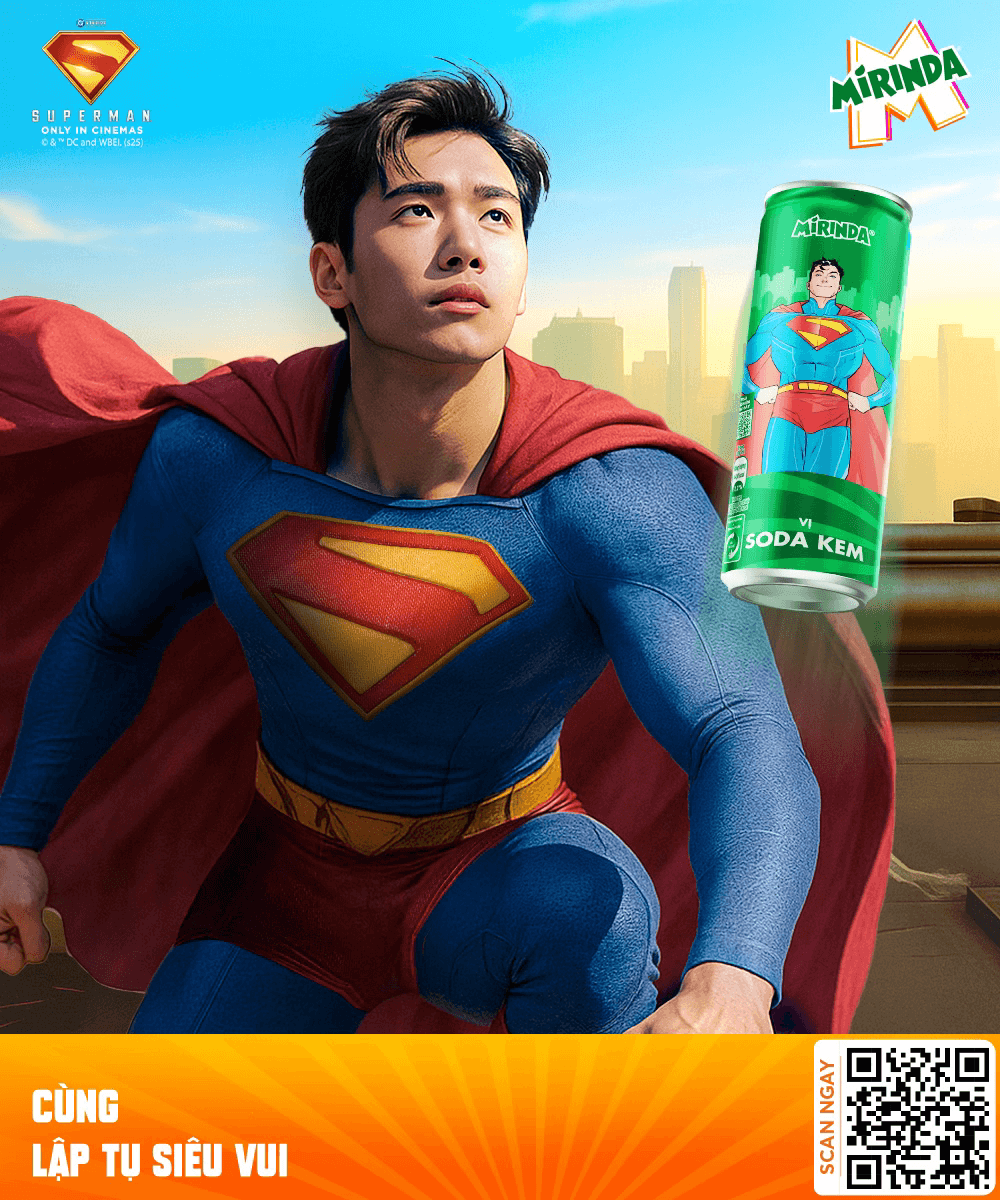 SUPERMAN
ONLY IN CINEMAS
© & ™ DC and WBEI. (s25)
MIRINDA
MIRINDA®
VỊ
SODA KEM
CÙNG
LẬP TỤ SIÊU VUI
SCAN NGAY